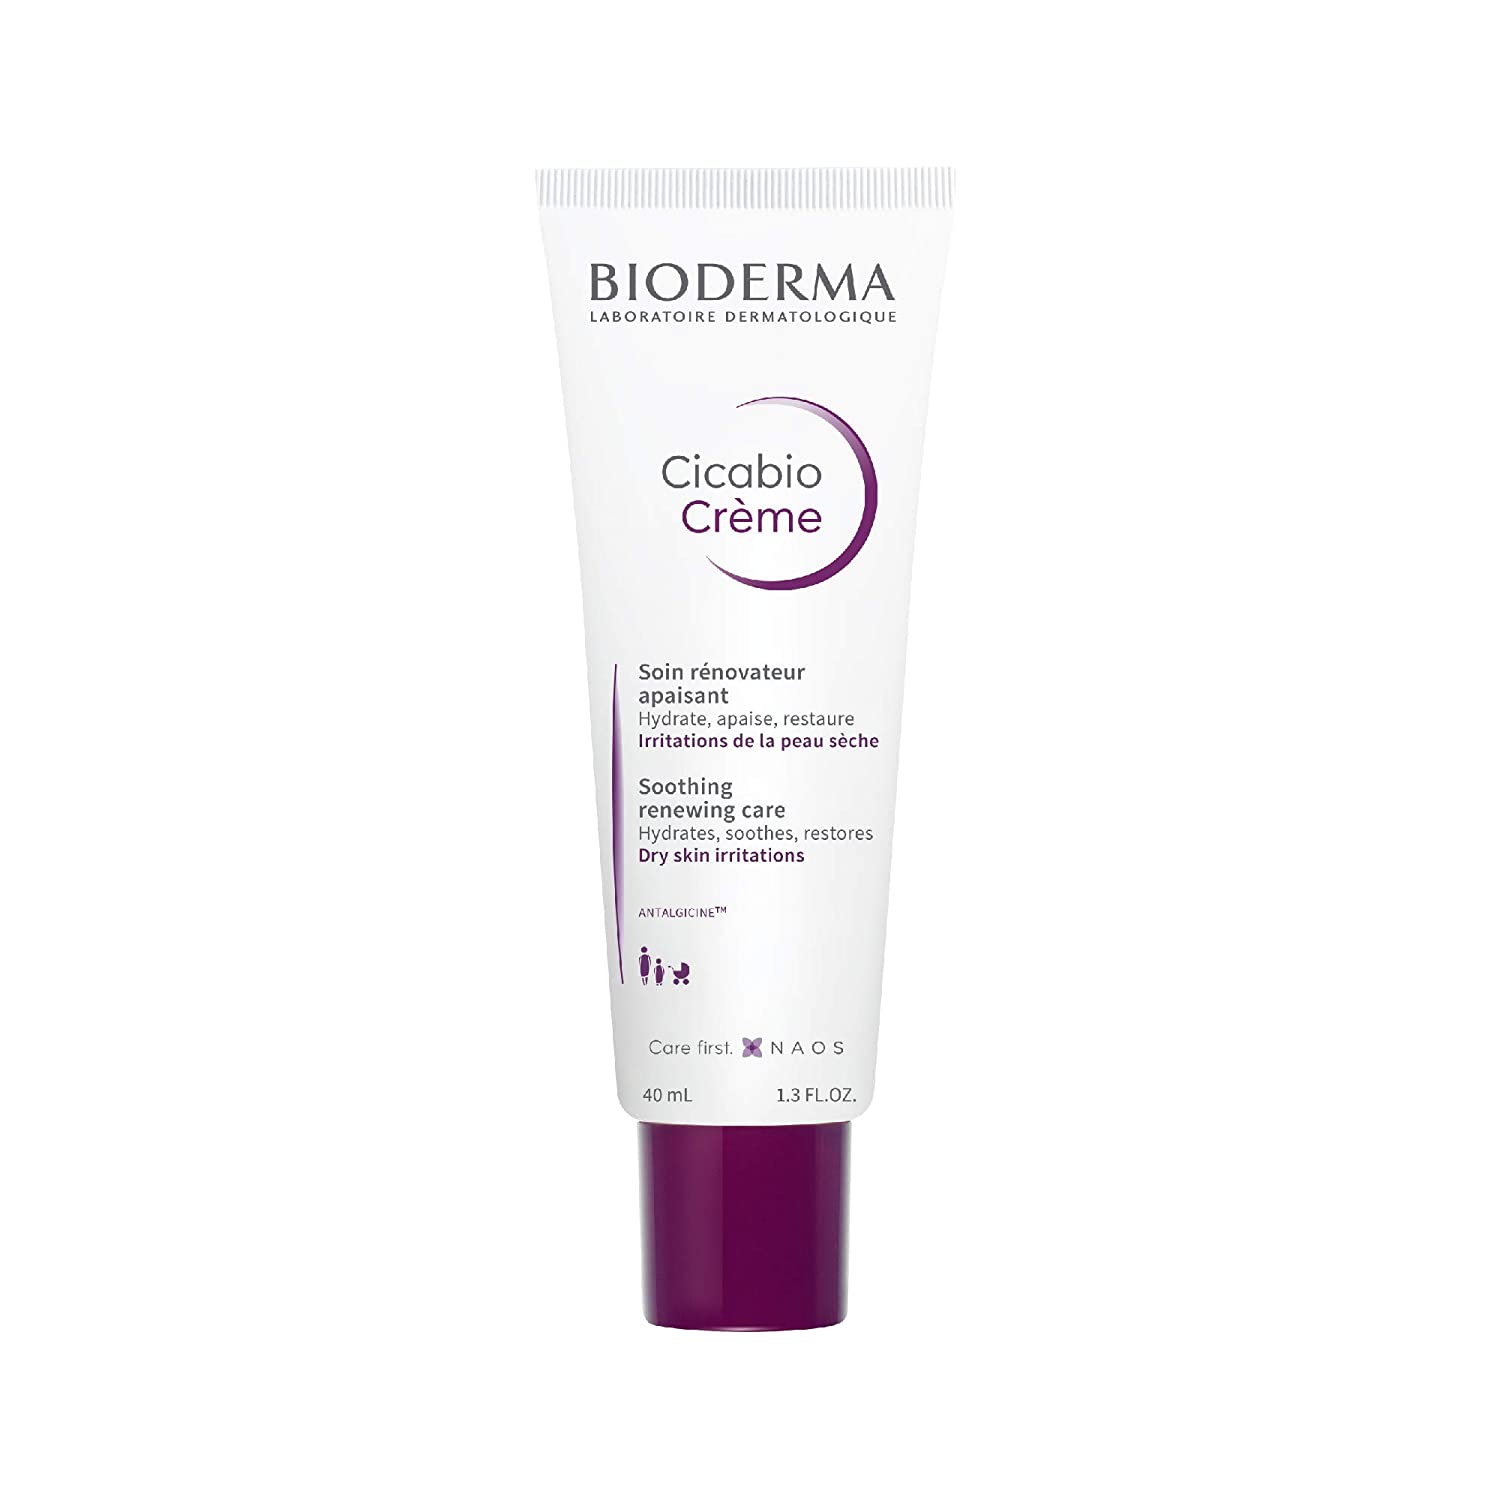 BIODERMA
LABORATOIRE DERMATOLOGIQUE
Cicabio
Crème
Soin rénovateur
apaisant
Hydrate, apaise, restaure
Irritations de la peau sèche
Soothing
renewing care
Hydrates, soothes, restores
Dry skin irritations
ANTALGICINE™
Care first. NAOS
40 mL 1.3 FL.OZ.